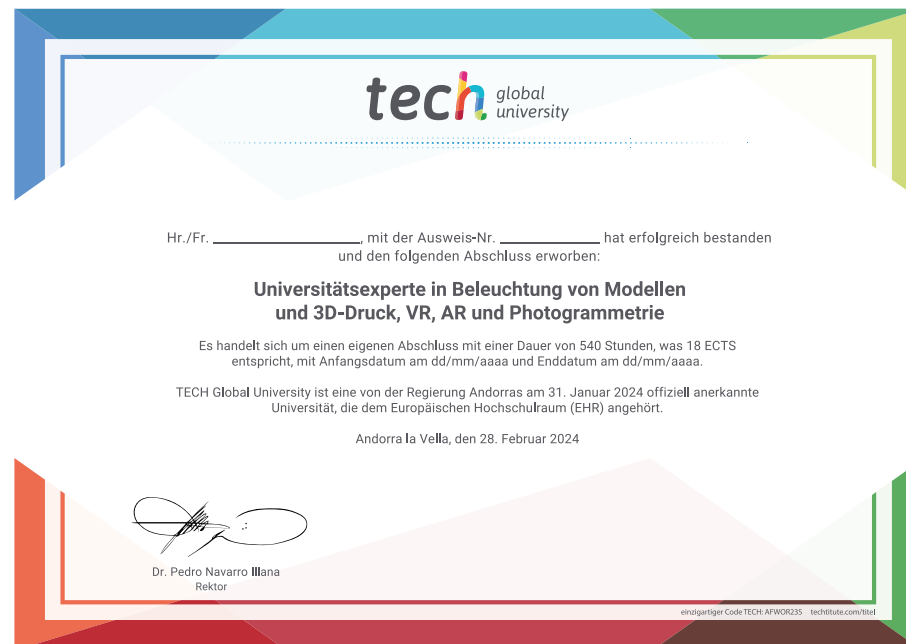 tech global
university
Hr./Fr. ____________________, mit der Ausweis-Nr. ______________ hat erfolgreich bestanden
und den folgenden Abschluss erworben:
Universitätsexperte in Beleuchtung von Modellen
und 3D-Druck, VR, AR und Photogrammetrie
Es handelt sich um einen eigenen Abschluss mit einer Dauer von 540 Stunden, was 18 ECTS
entspricht, mit Anfangsdatum am dd/mm/aaaa und Enddatum am dd/mm/aaaa.
TECH Global University ist eine von der Regierung Andorras am 31. Januar 2024 offiziell anerkannte
Universität, die dem Europäischen Hochschulraum (EHR) angehört.
Andorra la Vella, den 28. Februar 2024
Dr. Pedro Navarro Illana
Rektor
einzigartiger Code TECH: AFWOR235 techtitute.com/titel